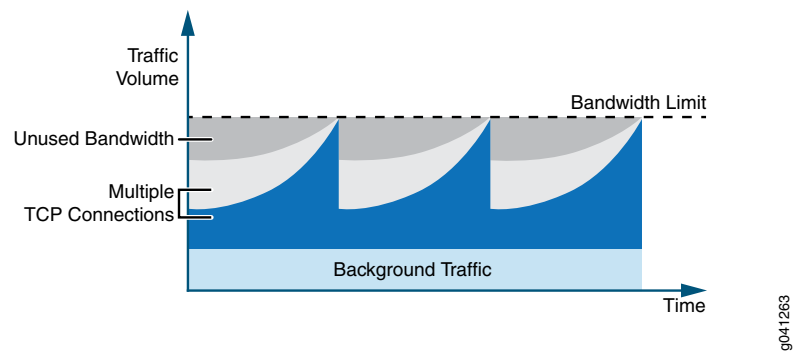 Traffic
Volume
Bandwidth Limit
Unused Bandwidth
Multiple
TCP Connections
Background Traffic
Time
g041263